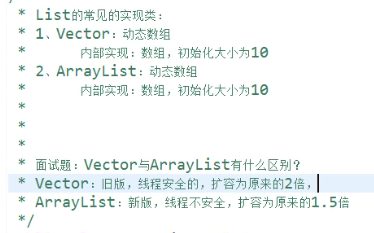 * List的常见的实现类：
* 1、Vector：动态数组
*       内部实现：数组，初始化大小为10
* 2、ArrayList：动态数组
*       内部实现：数组，初始化大小为10
*
*
*
* 面试题：Vector与ArrayList有什么区别？
* Vector：旧版，线程安全的，扩容为原来的2倍，
* ArrayList：新版，线程不安全，扩容为原来的1.5倍
*/